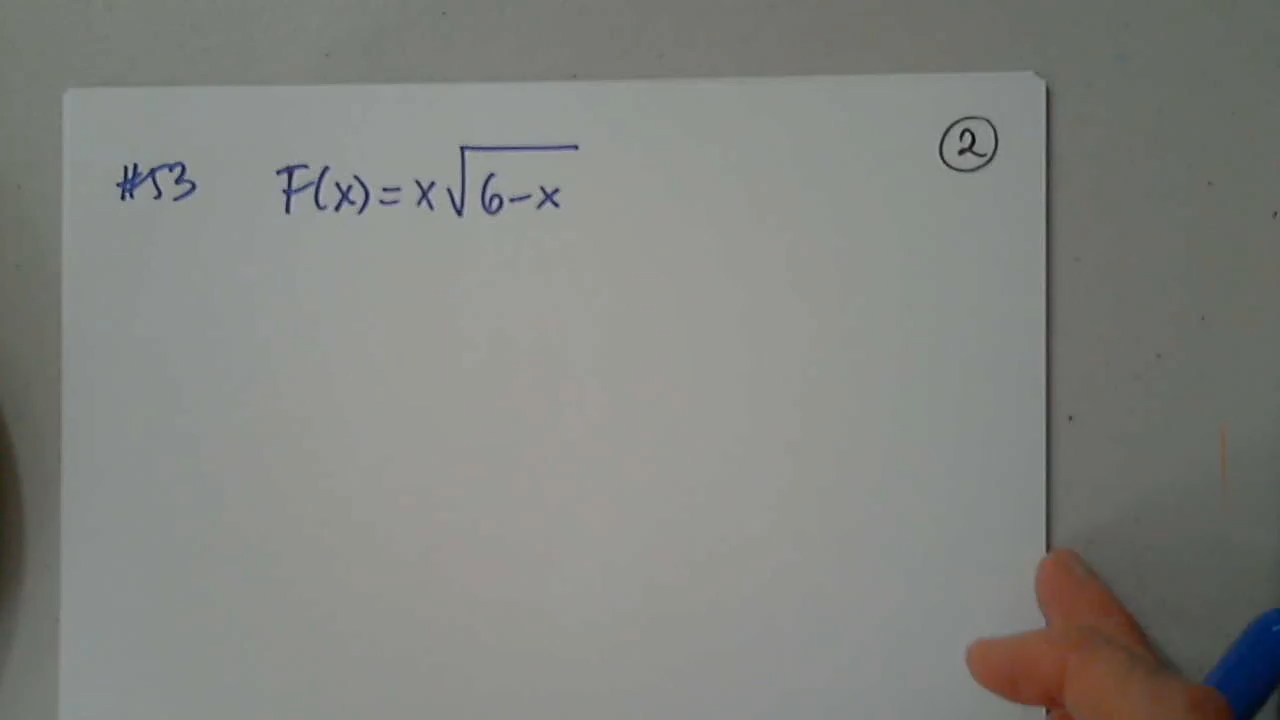 #53 F(x) = x√(6-x) ②